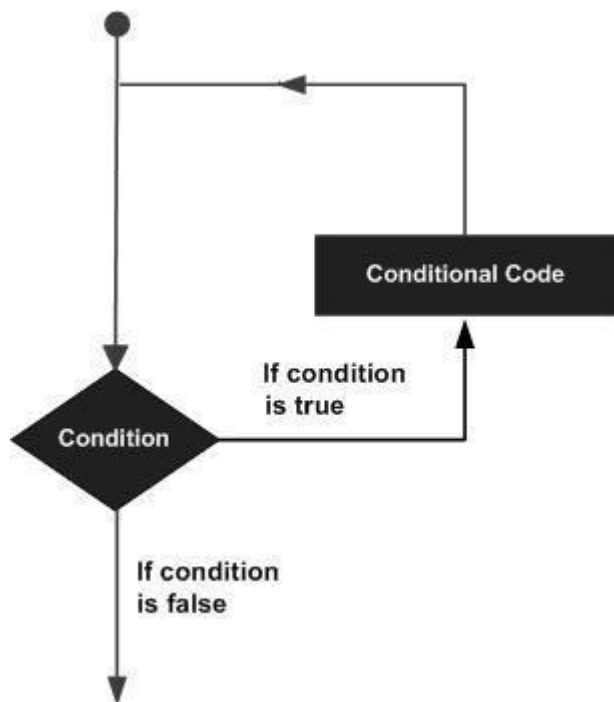 Conditional Code
If condition
is true
Condition
If condition
is false